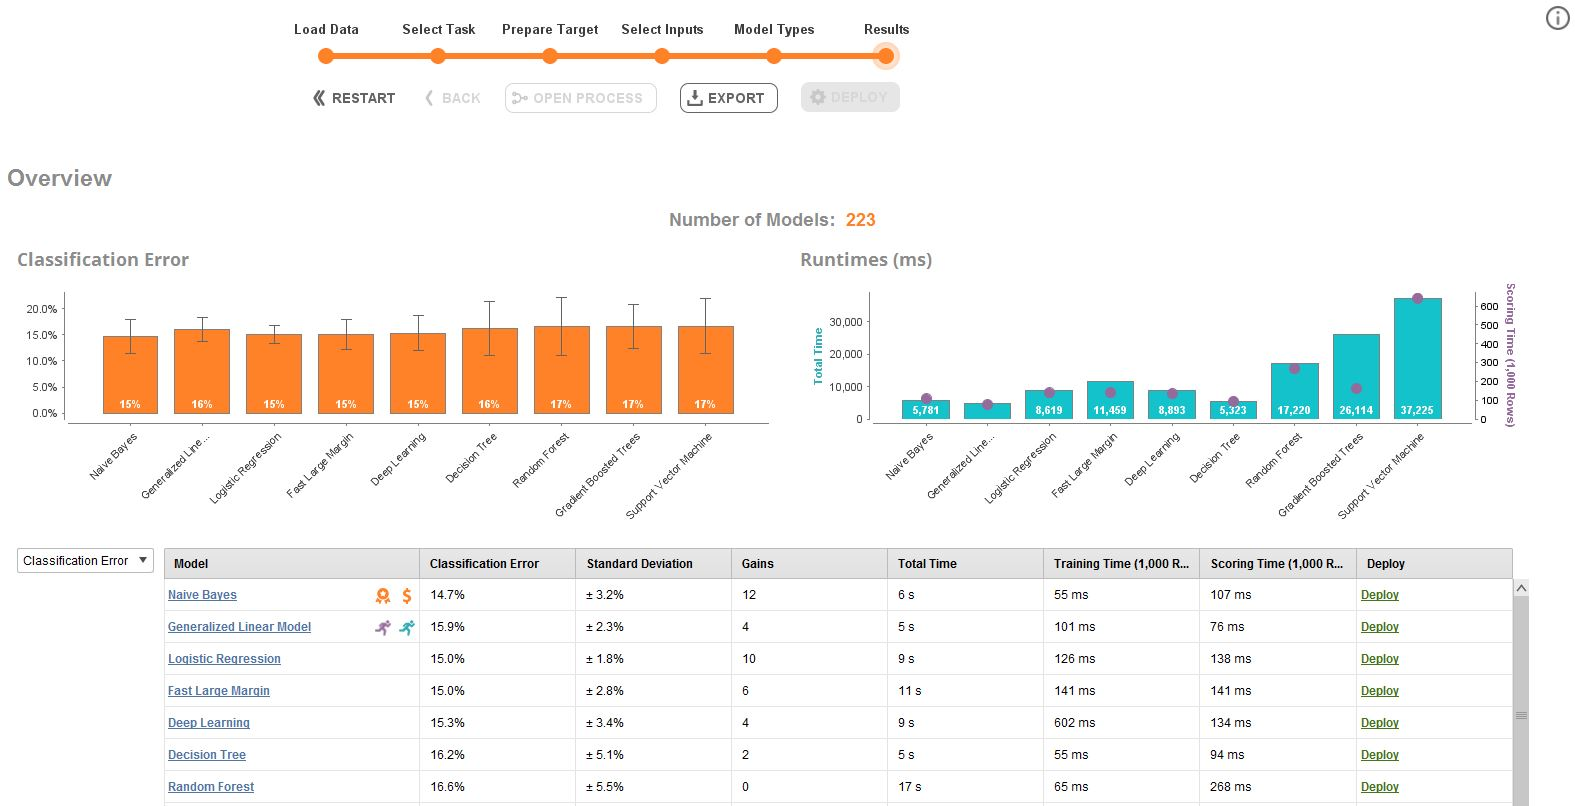 Load Data Select Task Prepare Target Select Inputs Model Types Results
RESTART BACK OPEN PROCESS EXPORT DEPLOY
Overview
Number of Models: 223
Classification Error
20.0%
15.0%
10.0%
5.0%
0.0%
15% 16% 15% 15% 15% 16% 17% 17% 17%
Naive Bayes
Generalized Line...
Logistic Regression
Fast Large Margin
Deep Learning
Decision Tree
Random Forest
Gradient Boosted Trees
Support Vector Machine
Runtimes (ms)
Total Time
30,000
20,000
10,000
0
5,781 8,619 11,459 8,893 5,323 17,220 26,114 37,225
600
500
400
300
200
100
0
Scoring Time (1,000 Rows)
Naive Bayes
Generalized Line...
Logistic Regression
Fast Large Margin
Deep Learning
Decision Tree
Random Forest
Gradient Boosted Trees
Support Vector Machine
Classification Error
Model Classification Error Standard Deviation Gains Total Time Training Time (1,000 R... Scoring Time (1,000 R... Deploy
Naive Bayes 14.7% ± 3.2% 12 6 s 55 ms 107 ms Deploy
Generalized Linear Model 15.9% ± 2.3% 4 5 s 101 ms 76 ms Deploy
Logistic Regression 15.0% ± 1.8% 10 9 s 126 ms 138 ms Deploy
Fast Large Margin 15.0% ± 2.8% 6 11 s 141 ms 141 ms Deploy
Deep Learning 15.3% ± 3.4% 4 9 s 602 ms 134 ms Deploy
Decision Tree 16.2% ± 5.1% 2 5 s 55 ms 94 ms Deploy
Random Forest 16.6% ± 5.5% 0 17 s 65 ms 268 ms Deploy